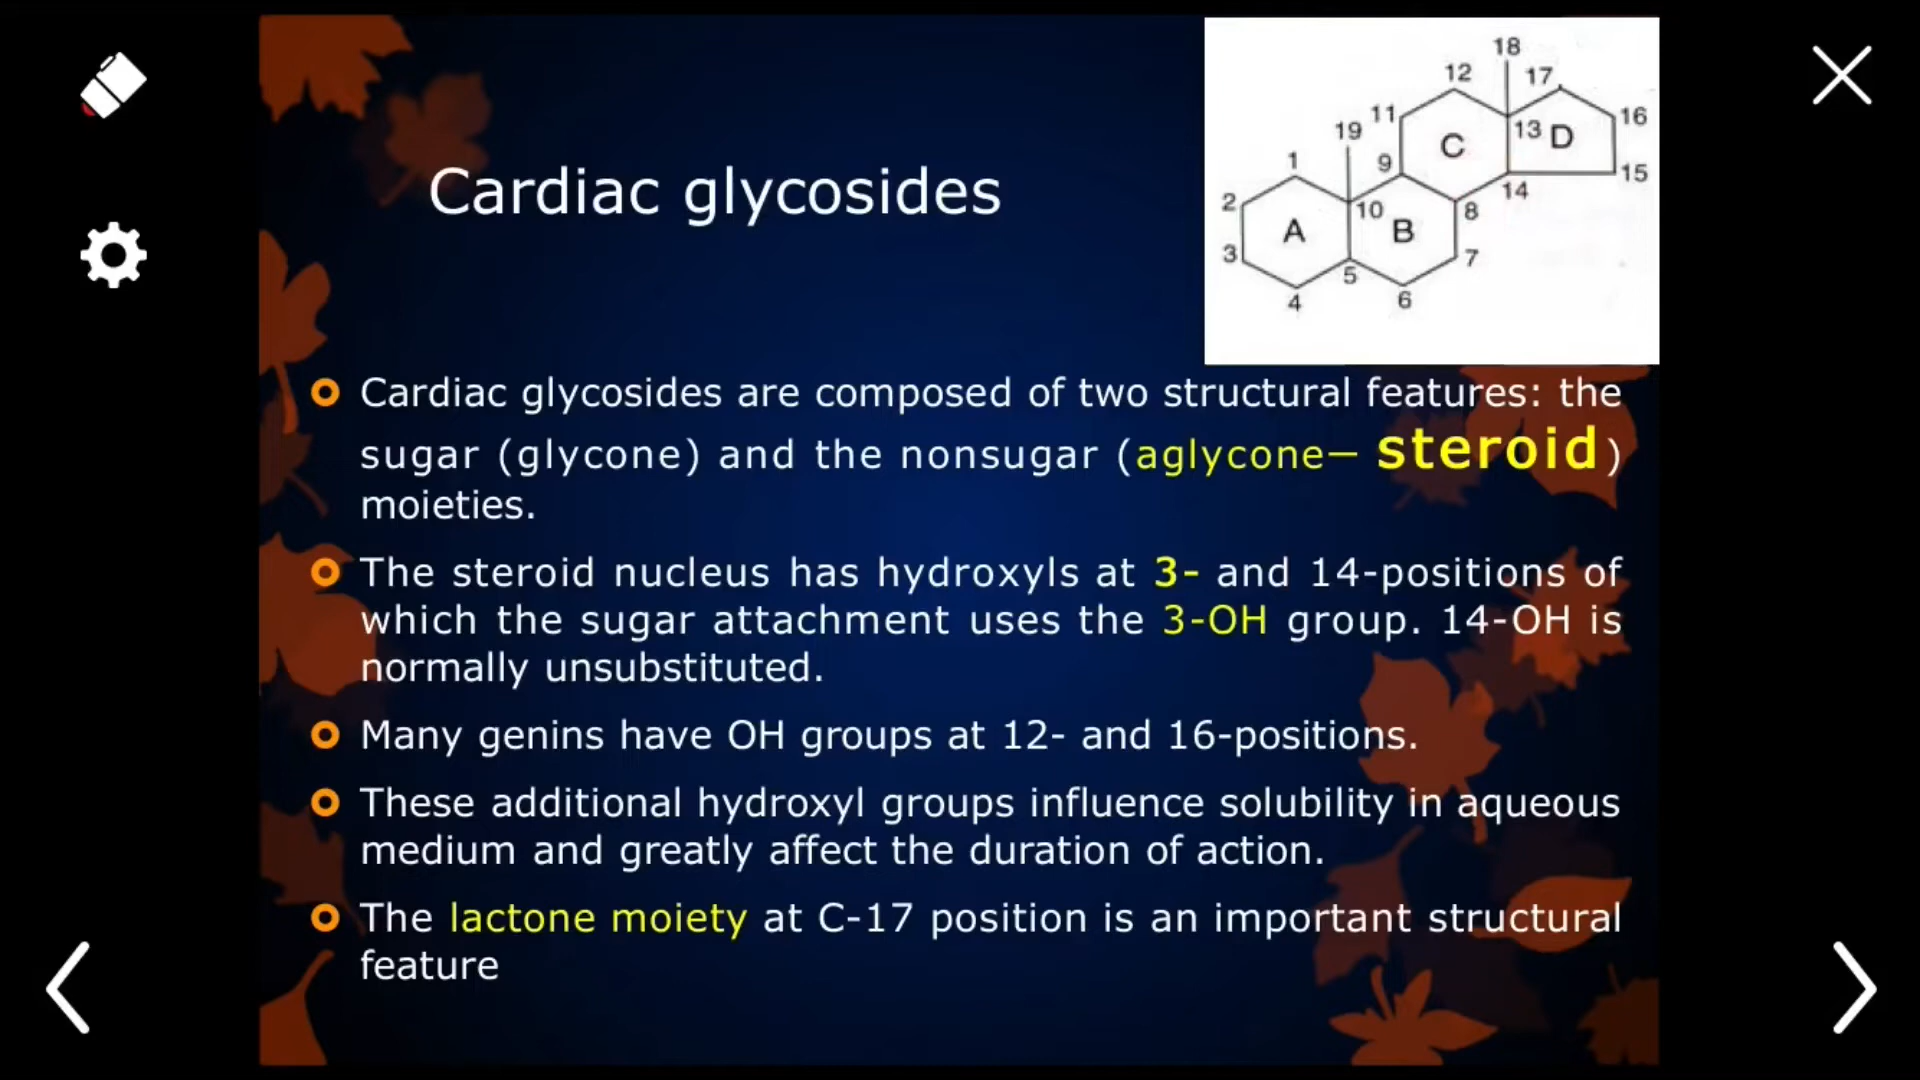 Cardiac glycosides
18
12
17
11
16
19
13
D
C
1
9
15
14
2
10
8
A
B
3
7
5
4
6
Cardiac glycosides are composed of two structural features: the
sugar (glycone) and the nonsugar (aglycone– steroid)
moieties.
The steroid nucleus has hydroxyls at 3- and 14-positions of
which the sugar attachment uses the 3-OH group. 14-OH is
normally unsubstituted.
Many genins have OH groups at 12- and 16-positions.
These additional hydroxyl groups influence solubility in aqueous
medium and greatly affect the duration of action.
The lactone moiety at C-17 position is an important structural
feature